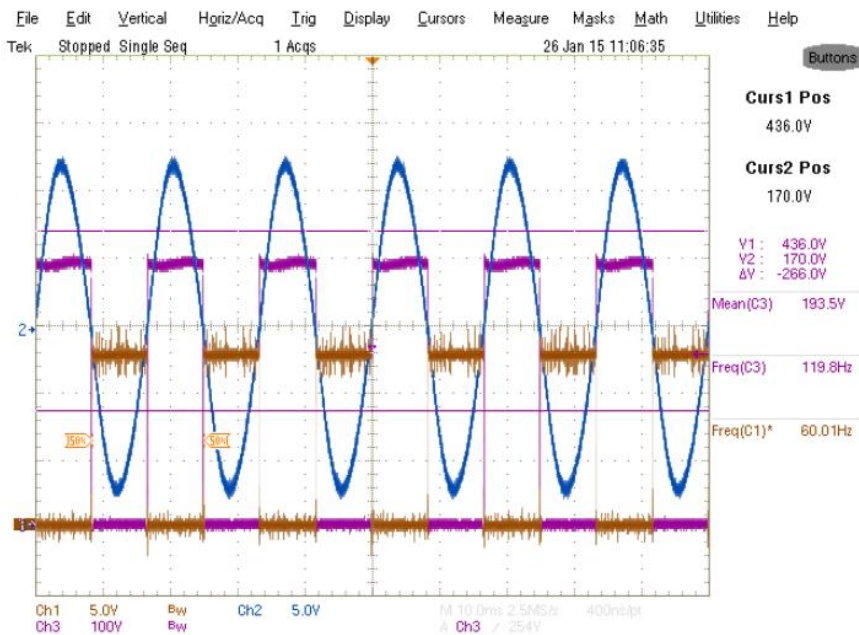 File Edit Vertical Horiz/Acq Trig Display Cursors Measure Masks Math Utilities Help
Tek Stopped Single Seq 1 Acqs 26 Jan 15 11:06:35
Buttons
Curs1 Pos
436.0V
Curs2 Pos
170.0V
V1 : 436.0V
V2 : 170.0V
ΔV : -266.0V
Mean(C3) 193.5V
2
Freq(C3) 119.8Hz
Freq(C1)* 60.01Hz
50% 50%
Ch1 5.0V Bw Ch2 5.0V M 10.0ms 2.5MS/s 400ns/pt
Ch3 100V Bw A Ch3 / 254V